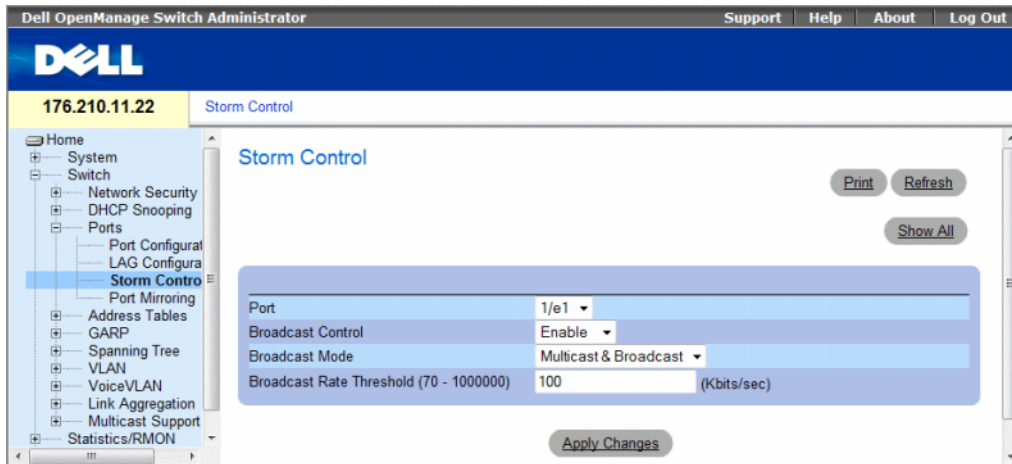 Dell OpenManage Switch Administrator
Support Help About Log Out
DELL
176.210.11.22
Storm Control
Home
System
Switch
Network Security
DHCP Snooping
Ports
Port Configurat
LAG Configura
Storm Contro
Port Mirroring
Address Tables
GARP
Spanning Tree
VLAN
VoiceVLAN
Link Aggregation
Multicast Support
Statistics/RMON
Storm Control
Print Refresh
Show All
Port 1/e1
Broadcast Control Enable
Broadcast Mode Multicast & Broadcast
Broadcast Rate Threshold (70 - 1000000) 100 (Kbits/sec)
Apply Changes